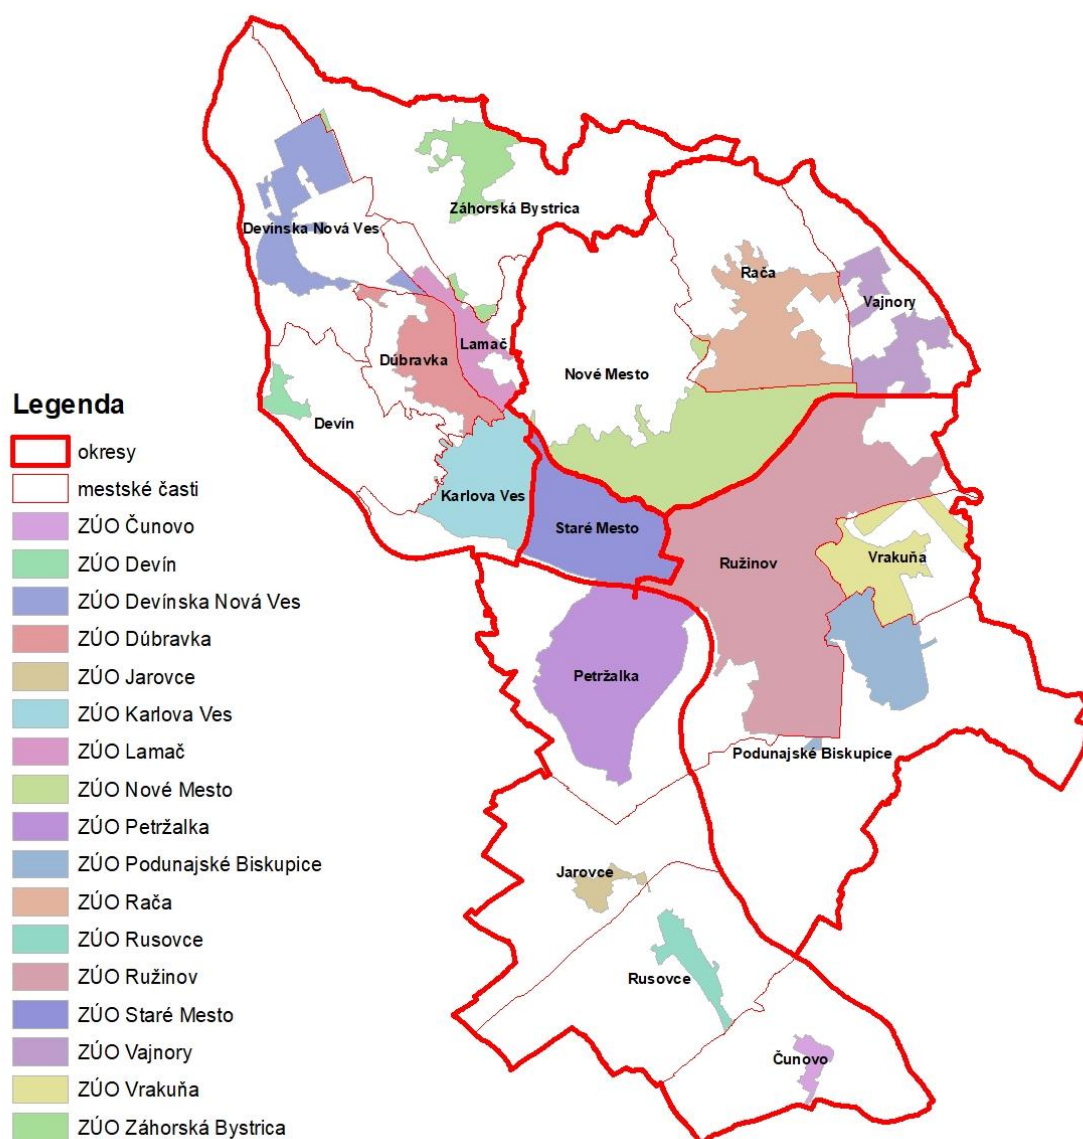 Záhorská Bystrica
Devínska Nová Ves
Rača
Vajnory
Lamač
Dúbravka
Nové Mesto
Devín
Karlova Ves
Staré Mesto
Ružinov
Vrakuňa
Petržalka
Podunajské Biskupice
Jarovce
Rusovce
Čunovo
Legenda
okresy
mestské časti
ZÚO Čunovo
ZÚO Devín
ZÚO Devínska Nová Ves
ZÚO Dúbravka
ZÚO Jarovce
ZÚO Karlova Ves
ZÚO Lamač
ZÚO Nové Mesto
ZÚO Petržalka
ZÚO Podunajské Biskupice
ZÚO Rača
ZÚO Rusovce
ZÚO Ružinov
ZÚO Staré Mesto
ZÚO Vajnory
ZÚO Vrakuňa
ZÚO Záhorská Bystrica